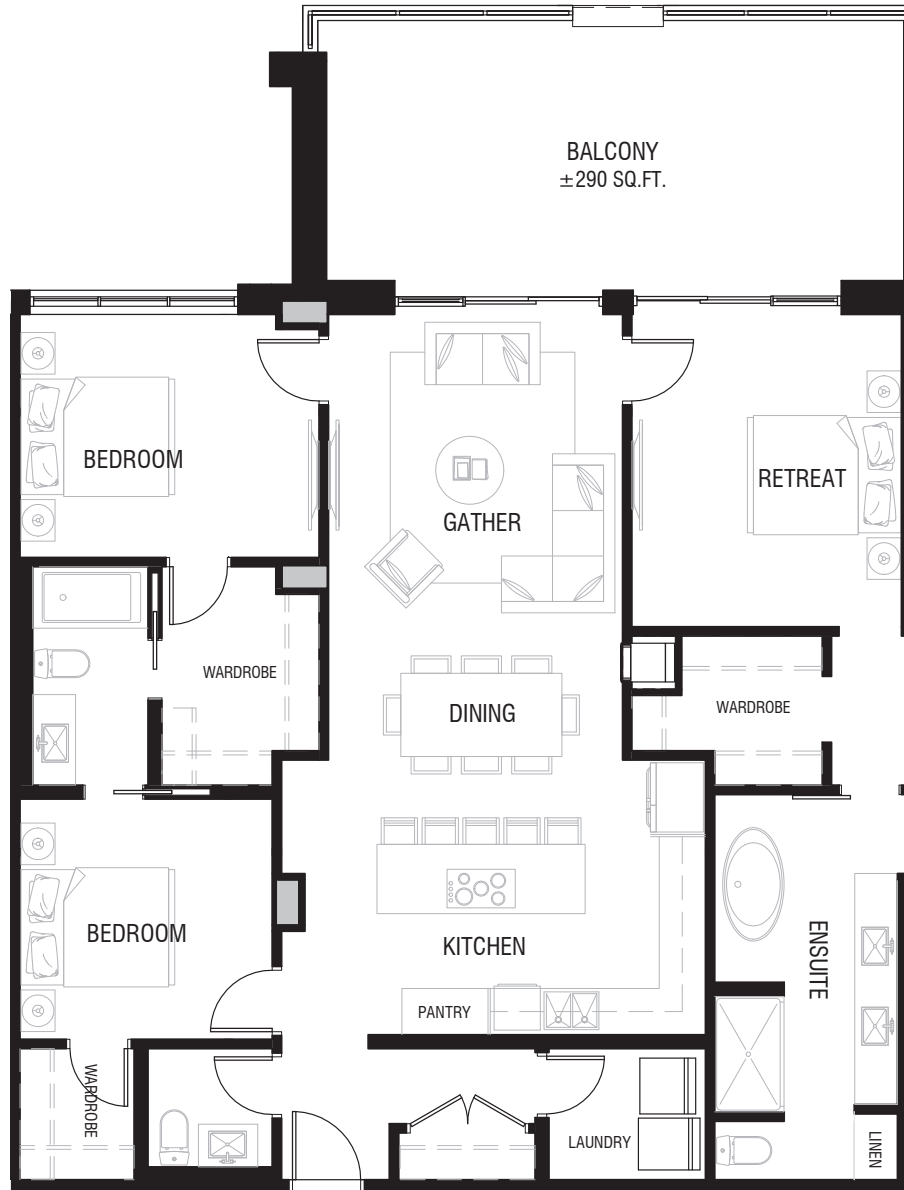 BALCONY
±290 SQ.FT.
BEDROOM
RETREAT
GATHER
WARDROBE
WARDROBE
DINING
BEDROOM
KITCHEN
ENSUITE
PANTRY
WARDROBE
LAUNDRY
LINEN